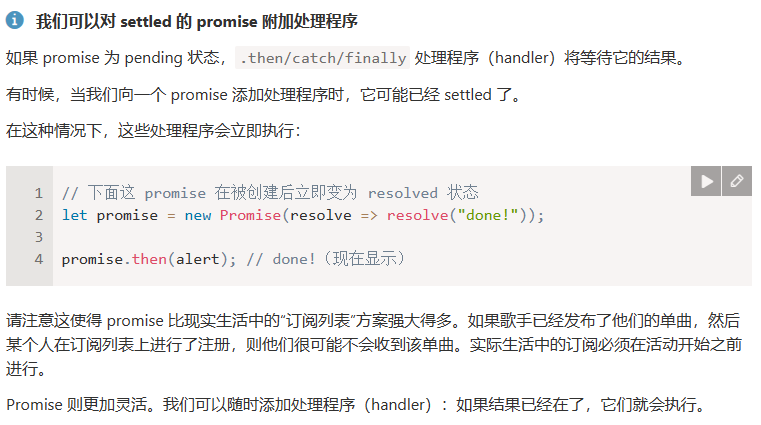 我们可以对 settled 的 promise 附加处理程序
如果 promise 为 pending 状态，.then/catch/finally 处理程序（handler）将等待它的结果。
有时候，当我们向一个 promise 添加处理程序时，它可能已经 settled 了。
在这种情况下，这些处理程序会立即执行：
1 // 下面这 promise 在被创建后立即变为 resolved 状态
2 let promise = new Promise(resolve => resolve("done!"));
3
4 promise.then(alert); // done!（现在显示）
请注意这使得 promise 比现实生活中的“订阅列表”方案强大得多。如果歌手已经发布了他们的单曲，然后
某个人在订阅列表上进行了注册，则他们很可能不会收到该单曲。实际生活中的订阅必须在活动开始之前
进行。
Promise 则更加灵活。我们可以随时添加处理程序（handler）：如果结果已经在了，它们就会执行。